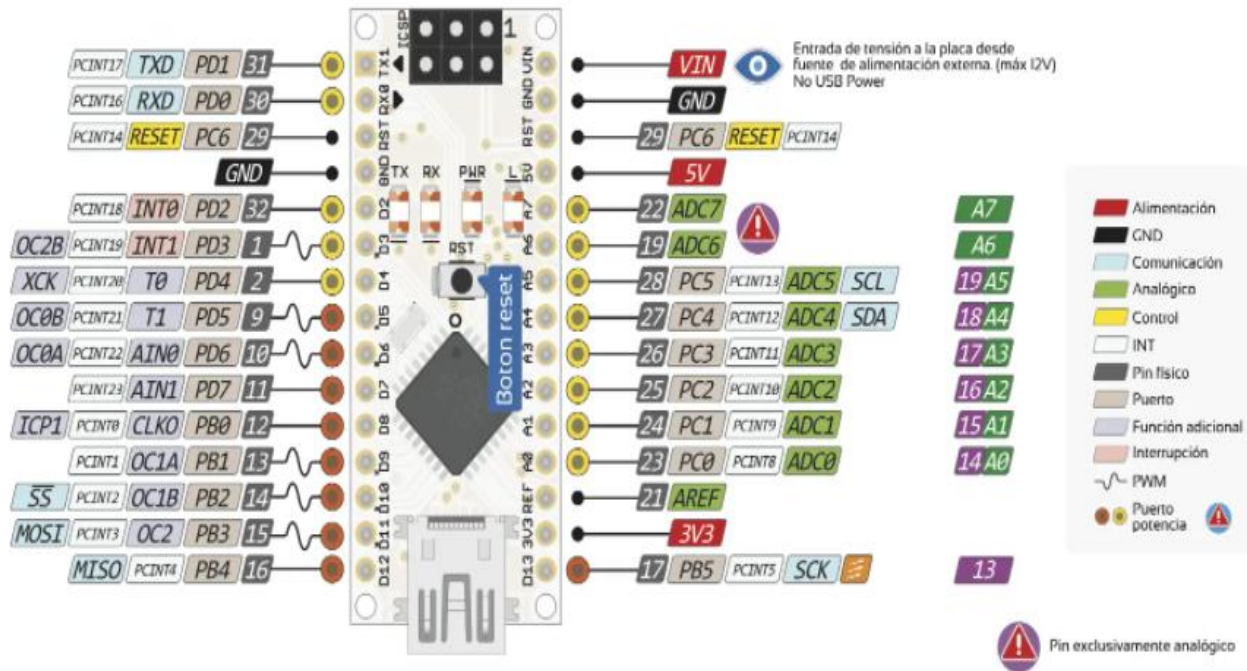 ICSP 1
Entrada de tensión a la placa desde
fuente de alimentación externa. (máx 12V)
No USB Power
PCINT17 TXD PD1 31 TX1 VIN VIN
PCINT16 RXD PD0 30 RX0 GND GND
PCINT14 RESET PC6 29 RST RST 29 PC6 RESET PCINT14
GND GND 5V 5V
TX RX PWR L
PCINT18 INT0 PD2 32 D2 A7 22 ADC7 A7
OC2B PCINT19 INT1 PD3 1 D3 A6 19 ADC6 A6
RST
XCK PCINT20 T0 PD4 2 D4 A5 28 PC5 PCINT13 ADC5 SCL 19 A5
OC0B PCINT21 T1 PD5 9 D5 A4 27 PC4 PCINT12 ADC4 SDA 18 A4
OC0A PCINT22 AIN0 PD6 10 D6 A3 26 PC3 PCINT11 ADC3 17 A3
Boton reset
PCINT23 AIN1 PD7 11 D7 A2 25 PC2 PCINT10 ADC2 16 A2
ICP1 PCINT0 CLKO PB0 12 D8 A1 24 PC1 PCINT9 ADC1 15 A1
PCINT1 OC1A PB1 13 D9 A0 23 PC0 PCINT8 ADC0 14 A0
SS PCINT2 OC1B PB2 14 D10 REF 21 AREF
MOSI PCINT3 OC2 PB3 15 D11 3V3 3V3
MISO PCINT4 PB4 16 D12 D13 17 PB5 PCINT5 SCK 13
Alimentación
GND
Comunicación
Analógico
Control
INT
Pin físico
Puerto
Función adicional
Interrupción
PWM
Puerto
potencia
Pin exclusivamente analógico